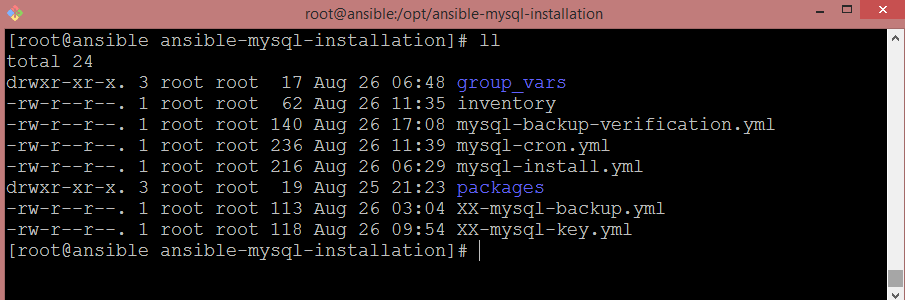 root@ansible:/opt/ansible-mysql-installation
[root@ansible ansible-mysql-installation]# ll
total 24
drwxr-xr-x. 3 root root  17 Aug 26 06:48 group_vars
-rw-r--r--. 1 root root  62 Aug 26 11:35 inventory
-rw-r--r--. 1 root root 140 Aug 26 17:08 mysql-backup-verification.yml
-rw-r--r--. 1 root root 236 Aug 26 11:39 mysql-cron.yml
-rw-r--r--. 1 root root 216 Aug 26 06:29 mysql-install.yml
drwxr-xr-x. 3 root root  19 Aug 25 21:23 packages
-rw-r--r--. 1 root root 113 Aug 26 03:04 XX-mysql-backup.yml
-rw-r--r--. 1 root root 118 Aug 26 09:54 XX-mysql-key.yml
[root@ansible ansible-mysql-installation]#